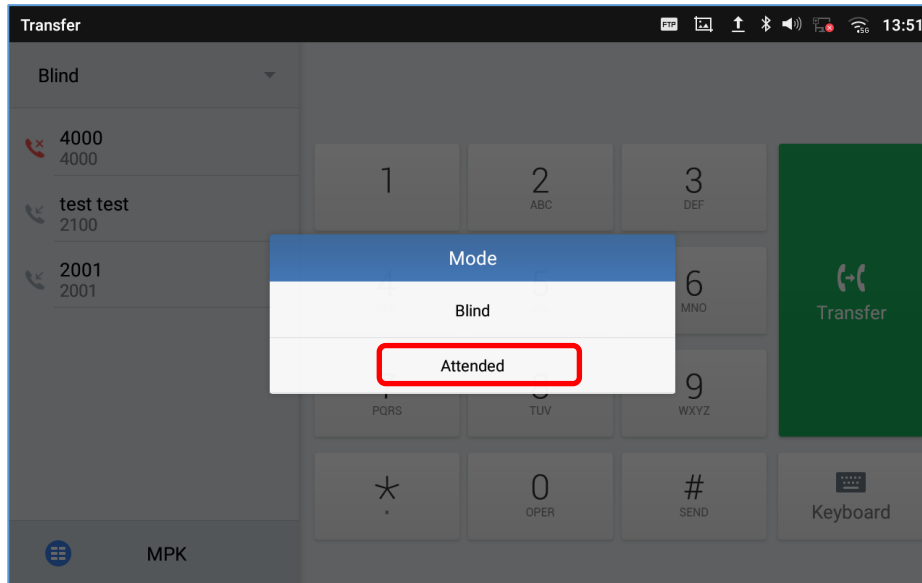 Transfer
FTP
5G
13:51
Blind
4000
4000
test test
2100
2001
2001
MPK
1
2
ABC
3
DEF
Mode
Blind
Attended
6
MNO
PQRS
TUV
9
WXYZ
*
0
OPER
#
SEND
Transfer
Keyboard